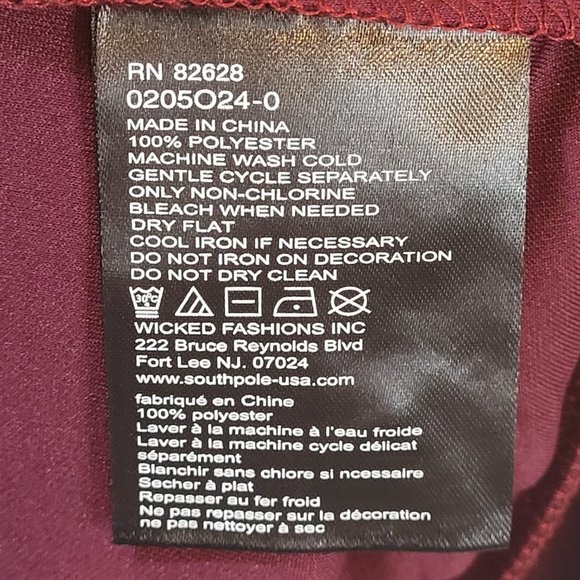 RN 82628
0205O24-0
MADE IN CHINA
100% POLYESTER
MACHINE WASH COLD
GENTLE CYCLE SEPARATELY
ONLY NON-CHLORINE
BLEACH WHEN NEEDED
DRY FLAT
COOL IRON IF NECESSARY
DO NOT IRON ON DECORATION
DO NOT DRY CLEAN
30°C
WICKED FASHIONS INC
222 Bruce Reynolds Blvd
Fort Lee NJ. 07024
www.southpole-usa.com
fabriqué en Chine
100% polyester
Laver à la machine à l'eau froide
Laver à la machine cycle délicat
séparément
Blanchir sans chlore si ncessaire
Secher à plat
Repasser au fer froid
Ne pas repasser sur la décoration
ne pas nettoyer à sec